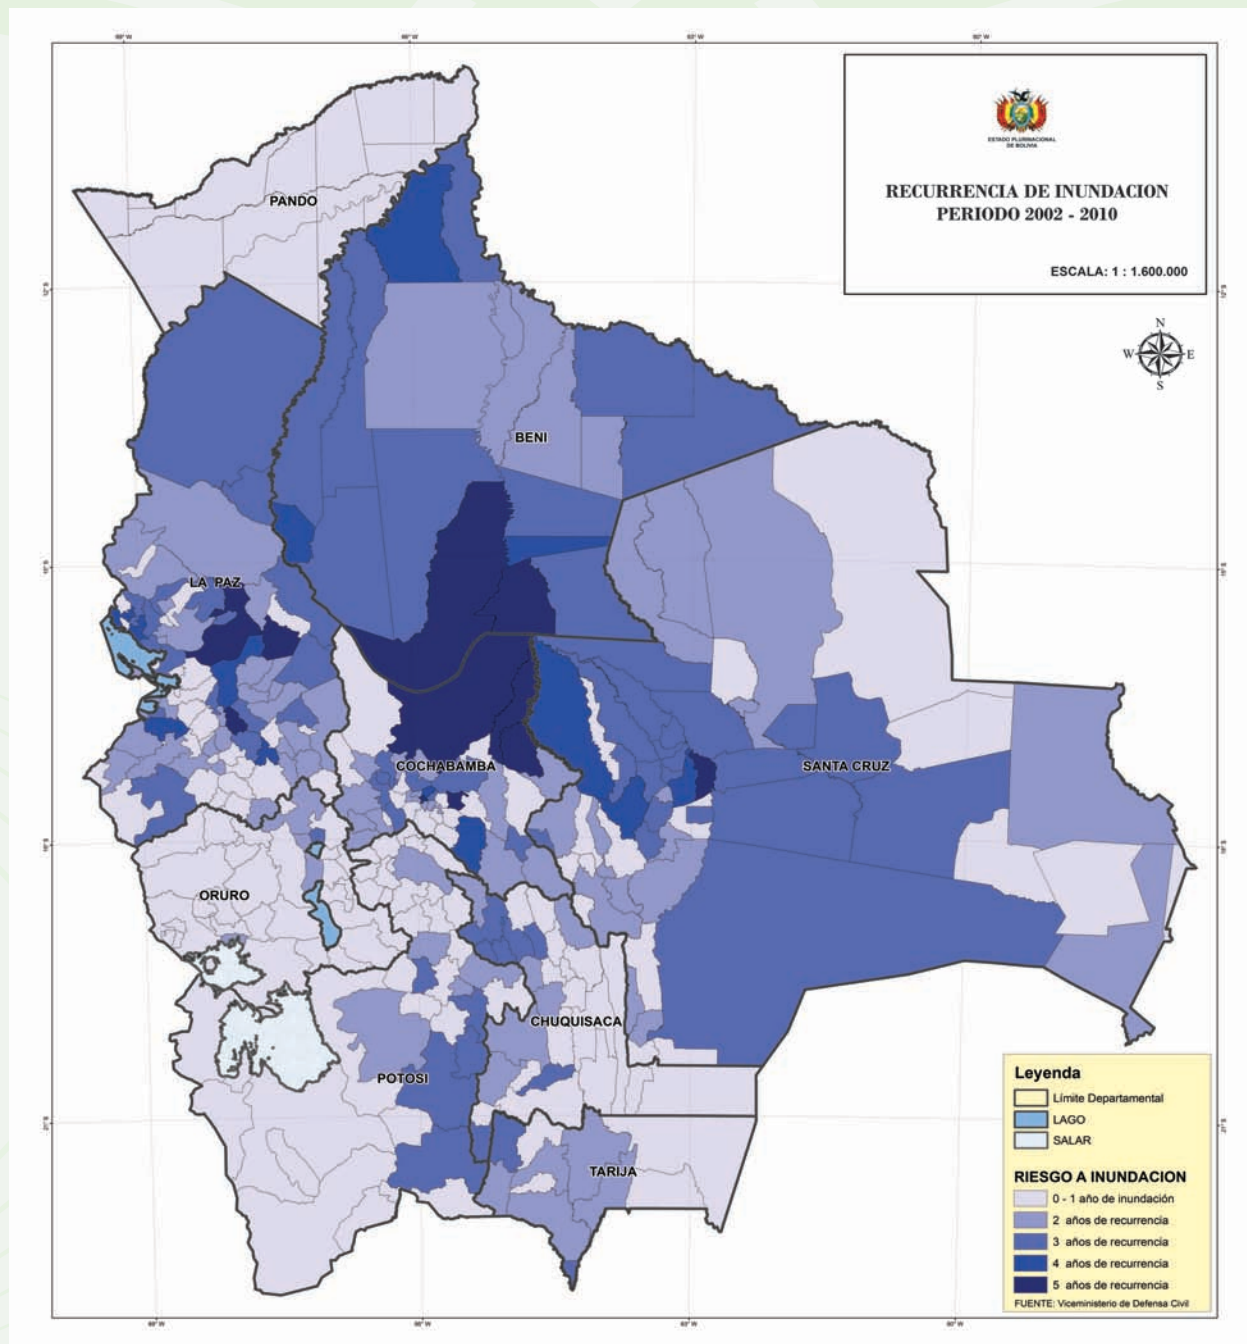 ESTADO PLURINACIONAL
DE BOLIVIA
RECURRENCIA DE INUNDACION
PERIODO 2002 - 2010
ESCALA: 1 : 1.600.000
N
W
E
S
PANDO
BENI
LA PAZ
COCHABAMBA
SANTA CRUZ
ORURO
CHUQUISACA
POTOSI
TARIJA
Leyenda
Límite Departamental
LAGO
SALAR
RIESGO A INUNDACION
0 - 1 año de inundación
2 años de recurrencia
3 años de recurrencia
4 años de recurrencia
5 años de recurrencia
FUENTE: Viceministerio de Defensa Civil